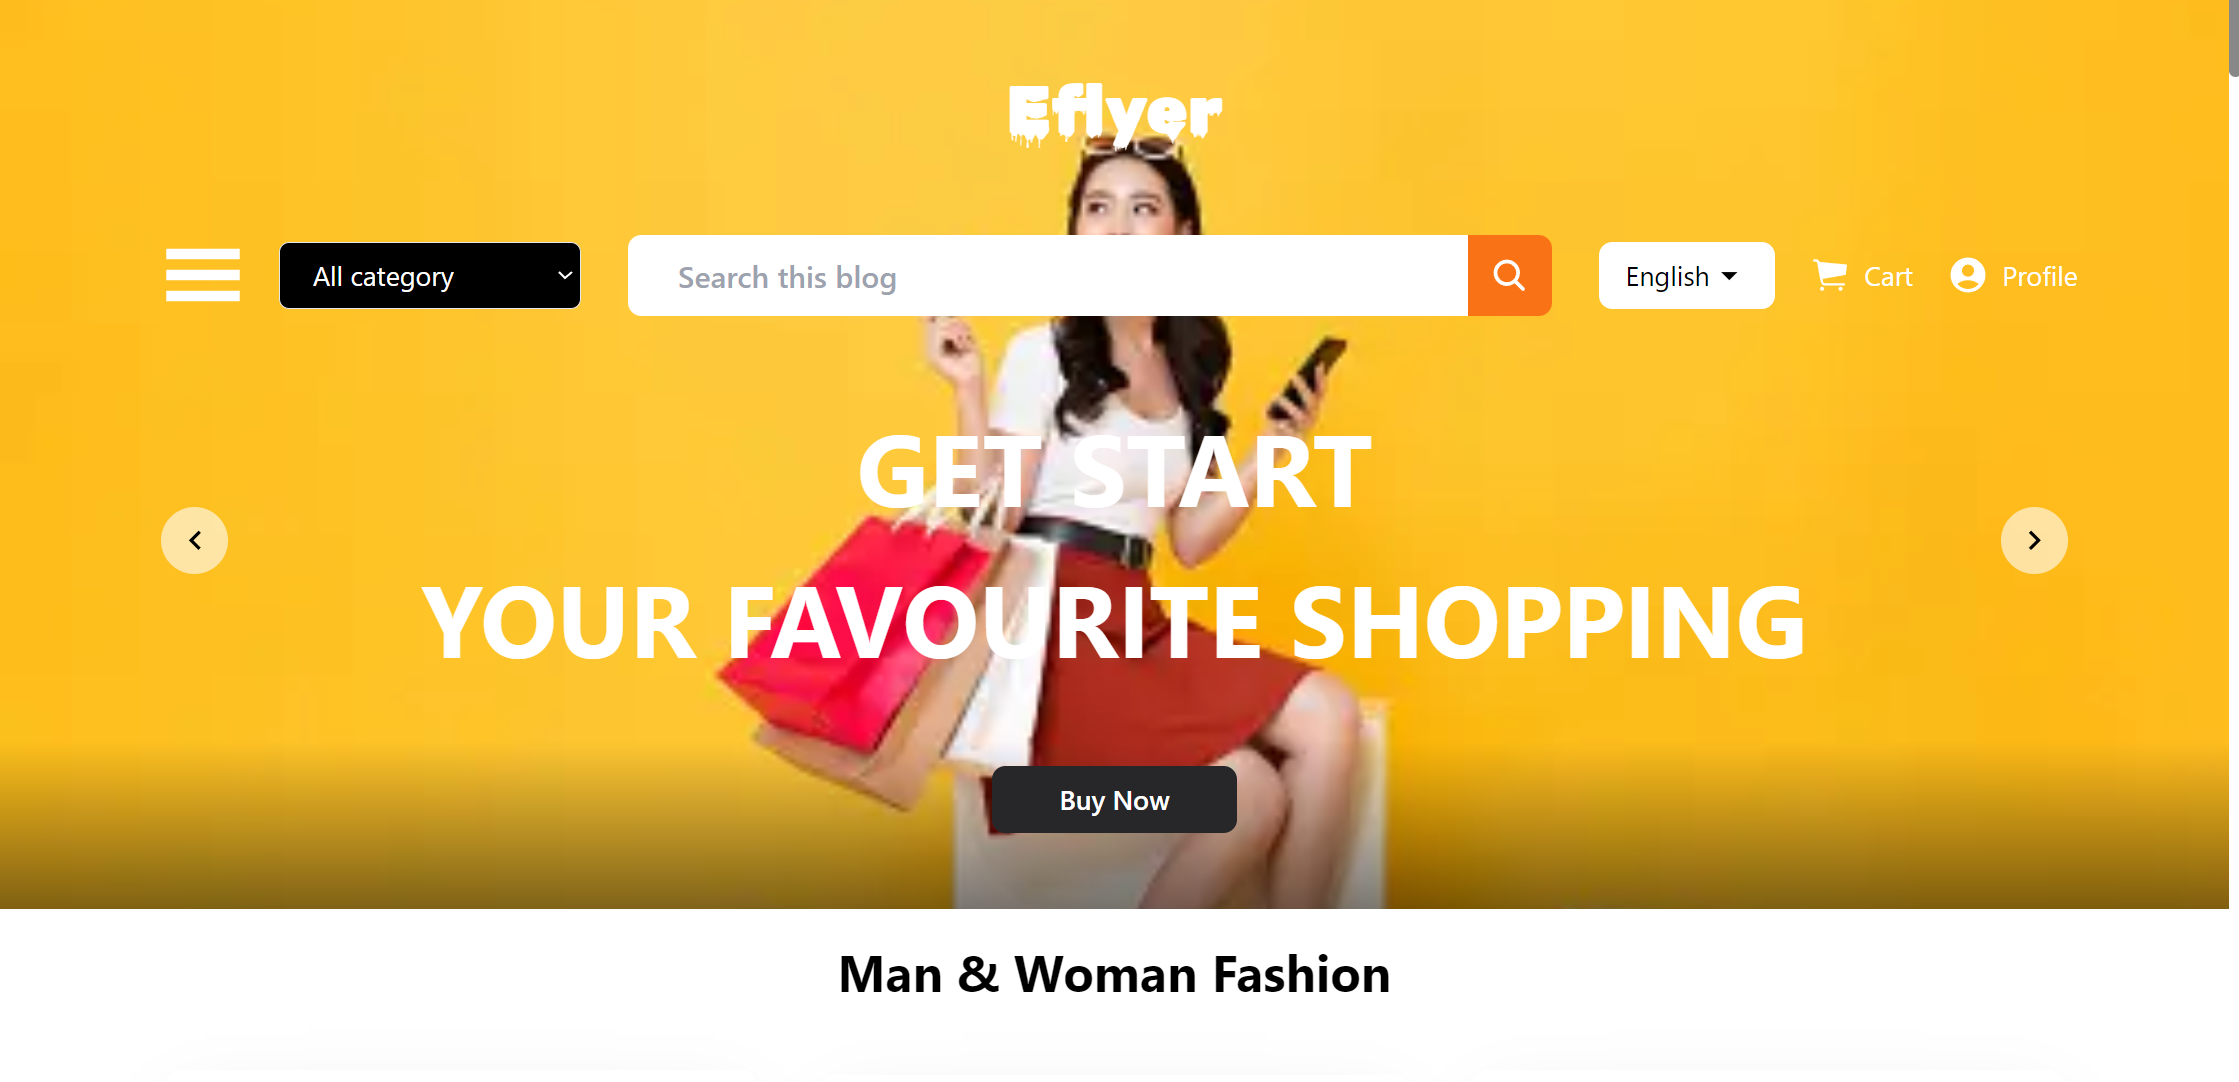 Eflyer
All category
Search this blog
English
Cart
Profile
GET START
YOUR FAVOURITE SHOPPING
Buy Now
Man & Woman Fashion